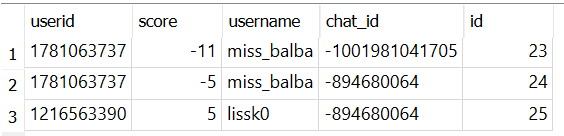 userid score username chat_id id
1 1781063737 -11 miss_balba -1001981041705 23
2 1781063737 -5 miss_balba -894680064 24
3 1216563390 5 lissk0 -894680064 25